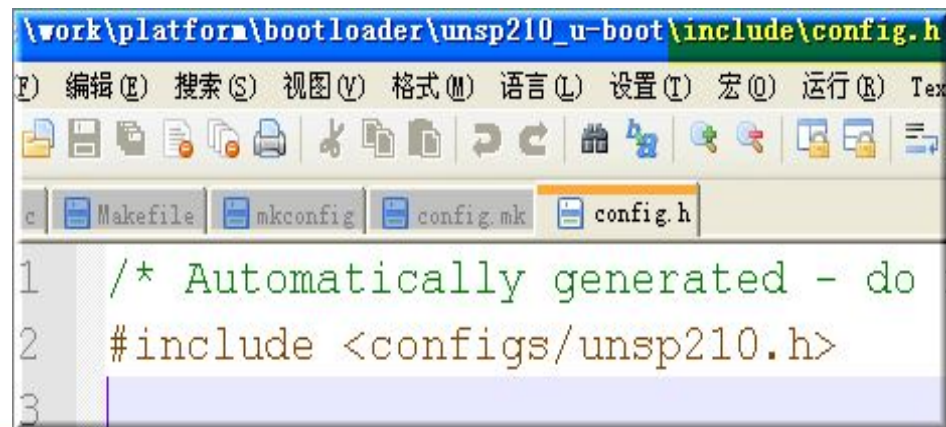 \work\platform\bootloader\unsp210_u-boot\include\config.h
F) 编辑(E) 搜索(S) 视图(V) 格式(M) 语言(L) 设置(T) 宏(O) 运行(R) Tex
c Makefile mkconfig config.mk config.h
1 /* Automatically generated - do
2 #include <configs/unsp210.h>
3